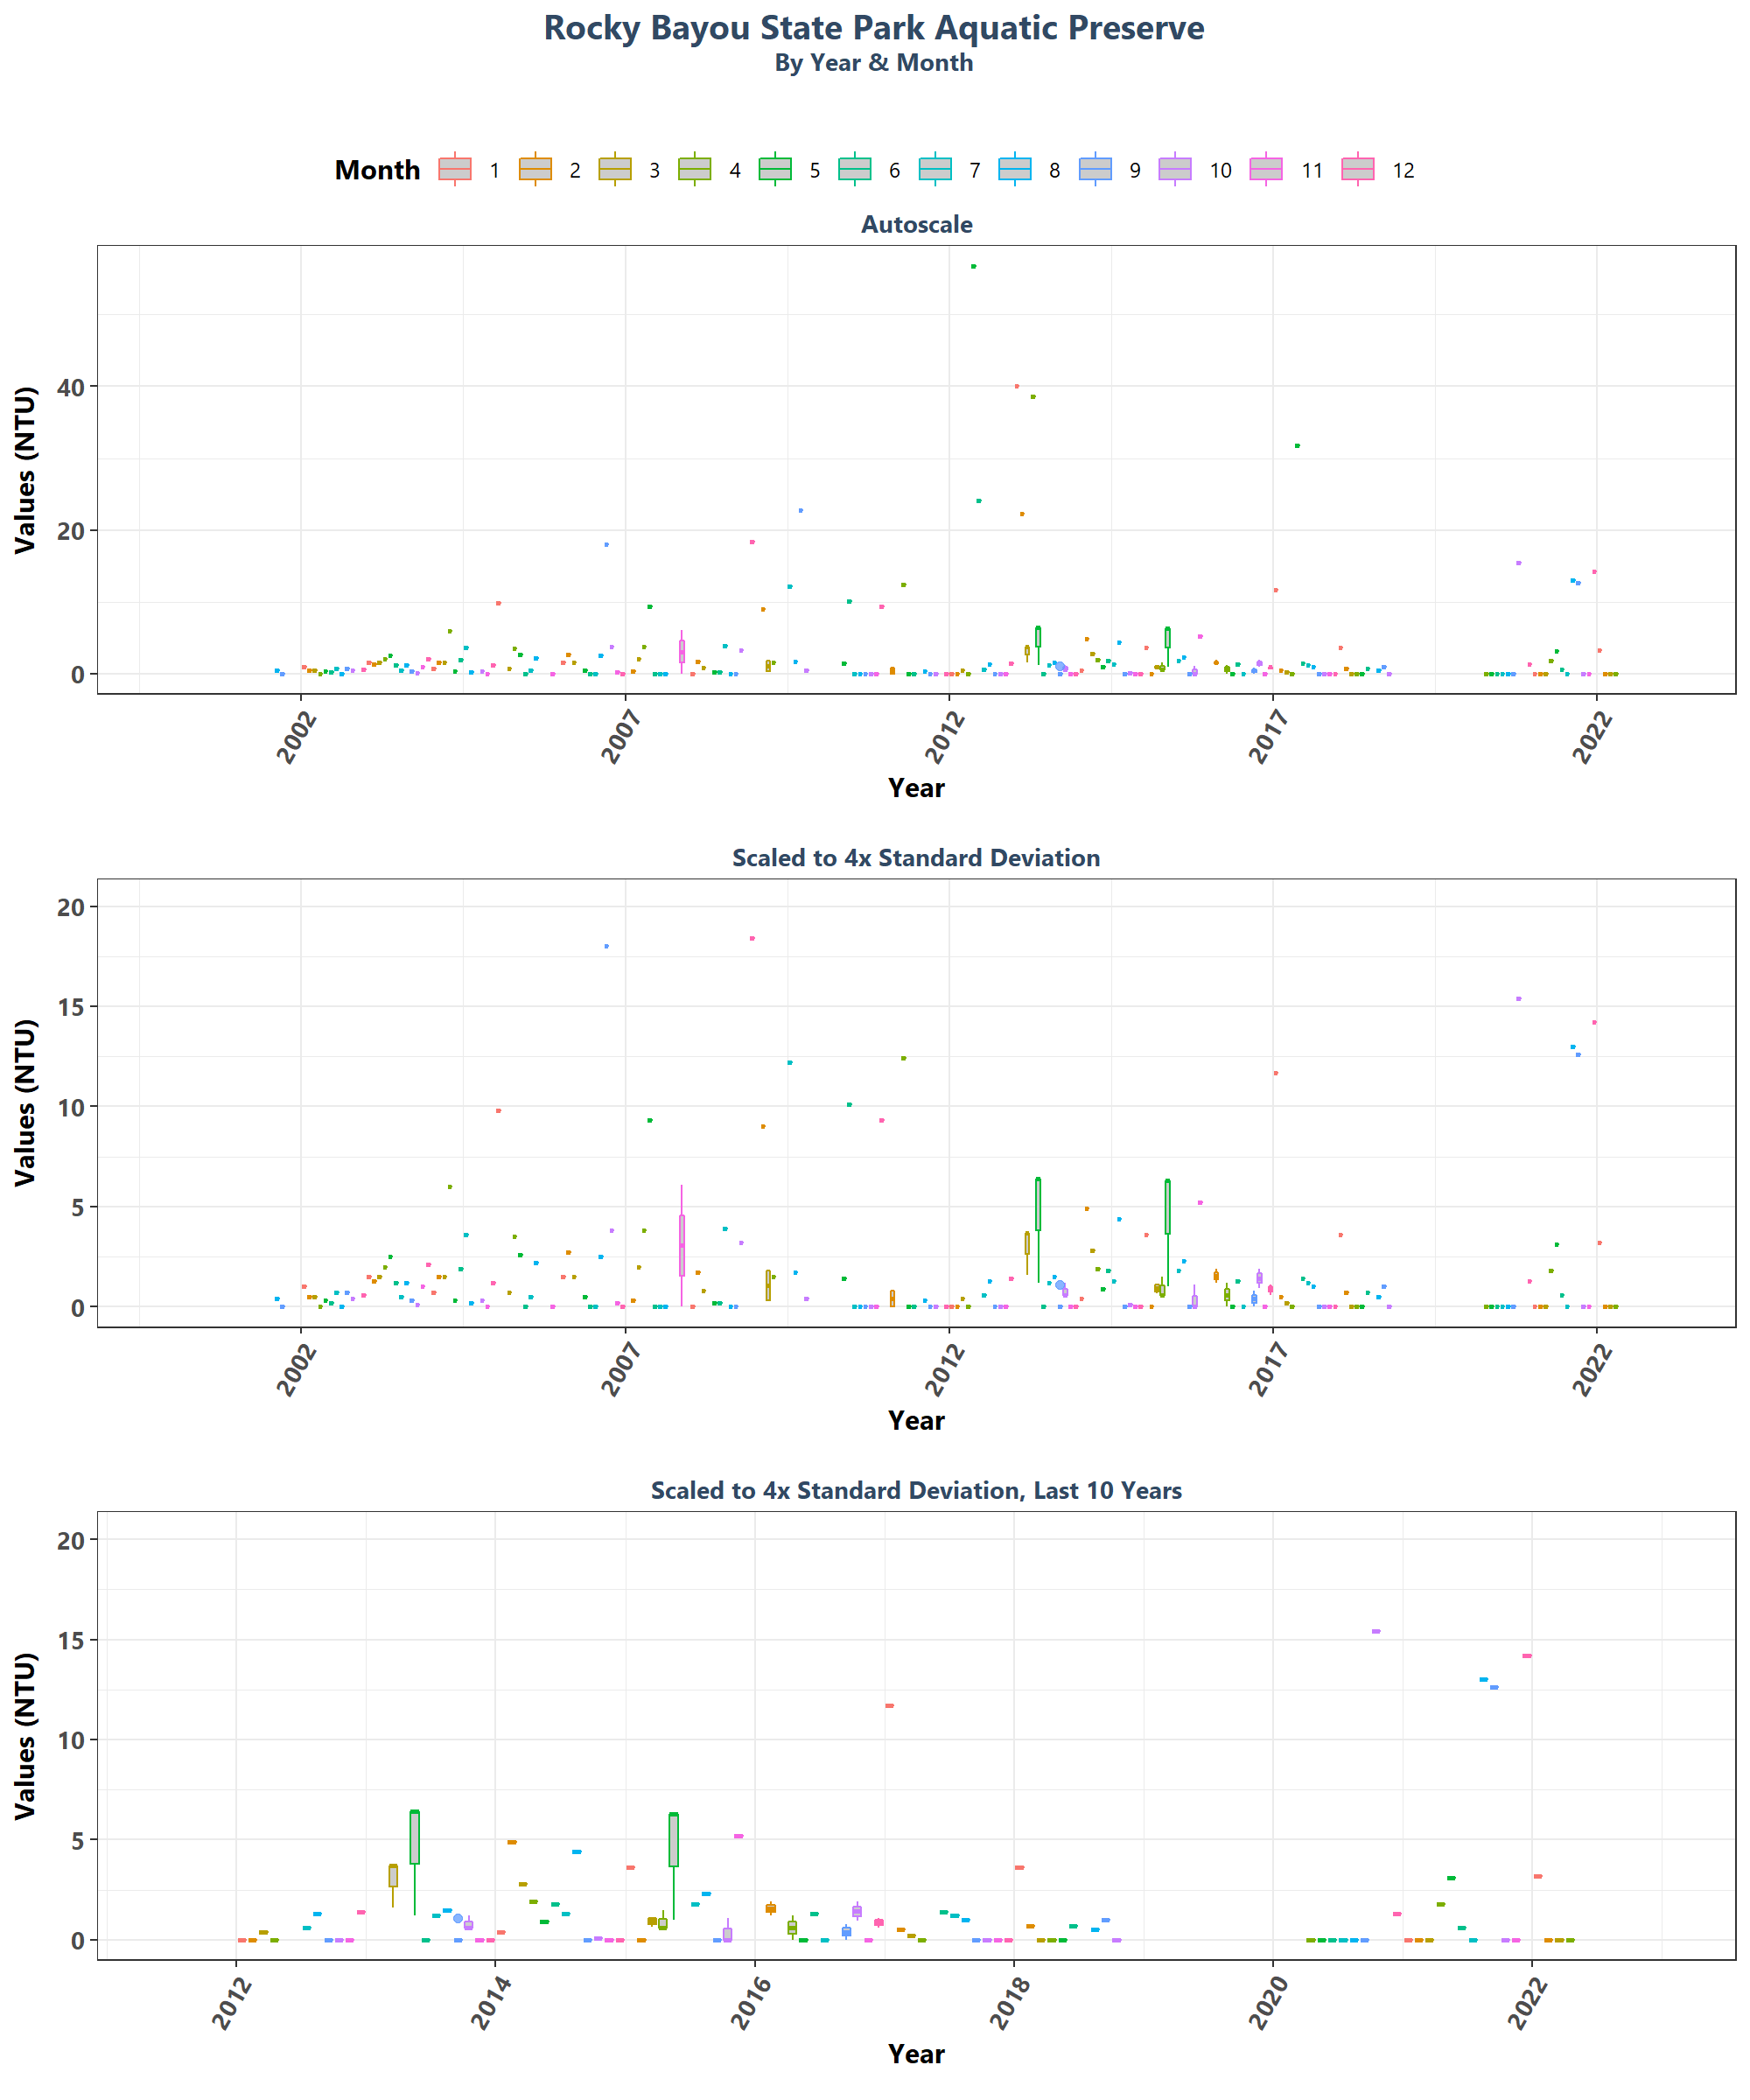 Rocky Bayou State Park Aquatic Preserve
By Year & Month
Month 1 2 3 4 5 6 7 8 9 10 11 12
Autoscale
Values (NTU)
40
20
0
2002 2007 2012 2017 2022
Year
Scaled to 4x Standard Deviation
Values (NTU)
20
15
10
5
0
2002 2007 2012 2017 2022
Year
Scaled to 4x Standard Deviation, Last 10 Years
Values (NTU)
20
15
10
5
0
2012 2014 2016 2018 2020 2022
Year